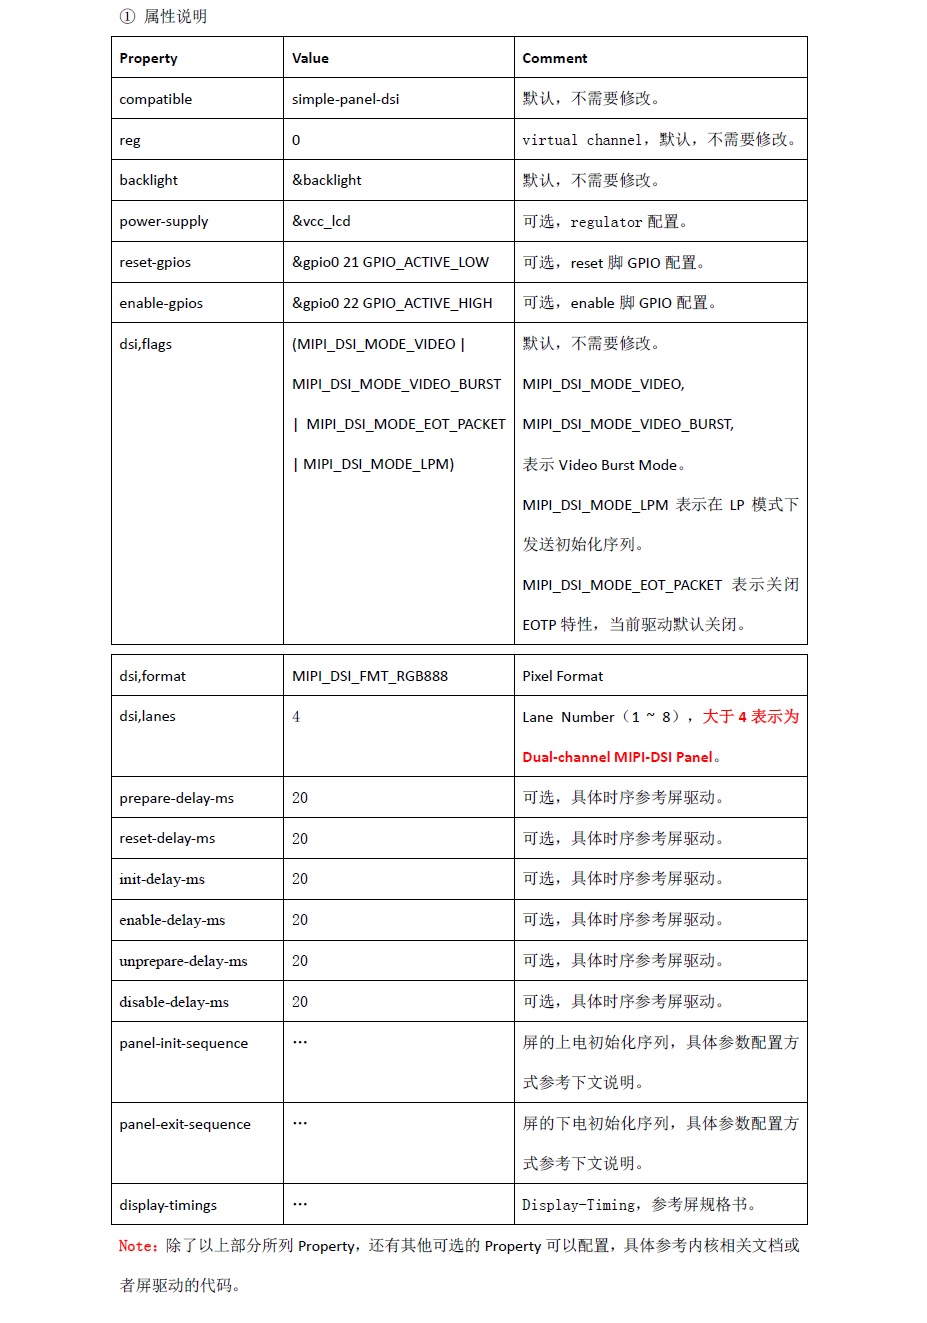 ① 属性说明
Property Value Comment
compatible simple-panel-dsi 默认，不需要修改。
reg 0 virtual channel，默认，不需要修改。
backlight &backlight 默认，不需要修改。
power-supply &vcc_lcd 可选，regulator 配置。
reset-gpios &gpio0 21 GPIO_ACTIVE_LOW 可选，reset 脚 GPIO 配置。
enable-gpios &gpio0 22 GPIO_ACTIVE_HIGH 可选，enable 脚 GPIO 配置。
dsi,flags (MIPI_DSI_MODE_VIDEO | 默认，不需要修改。
MIPI_DSI_MODE_VIDEO_BURST MIPI_DSI_MODE_VIDEO,
| MIPI_DSI_MODE_EOT_PACKET MIPI_DSI_MODE_VIDEO_BURST,
| MIPI_DSI_MODE_LPM) 表示 Video Burst Mode。
MIPI_DSI_MODE_LPM 表示在 LP 模式下
发送初始化序列。
MIPI_DSI_MODE_EOT_PACKET 表示关闭
EOTP 特性，当前驱动默认关闭。
dsi,format MIPI_DSI_FMT_RGB888 Pixel Format
dsi,lanes 4 Lane Number（1 ~ 8），大于 4 表示为
Dual-channel MIPI-DSI Panel。
prepare-delay-ms 20 可选，具体时序参考屏驱动。
reset-delay-ms 20 可选，具体时序参考屏驱动。
init-delay-ms 20 可选，具体时序参考屏驱动。
enable-delay-ms 20 可选，具体时序参考屏驱动。
unprepare-delay-ms 20 可选，具体时序参考屏驱动。
disable-delay-ms 20 可选，具体时序参考屏驱动。
panel-init-sequence … 屏的上电初始化序列，具体参数配置方
式参考下文说明。
panel-exit-sequence … 屏的下电初始化序列，具体参数配置方
式参考下文说明。
display-timings … Display-Timing，参考屏规格书。
Note：除了以上部分所列 Property，还有其他可选的 Property 可以配置，具体参考内核相关文档或
者屏驱动的代码。